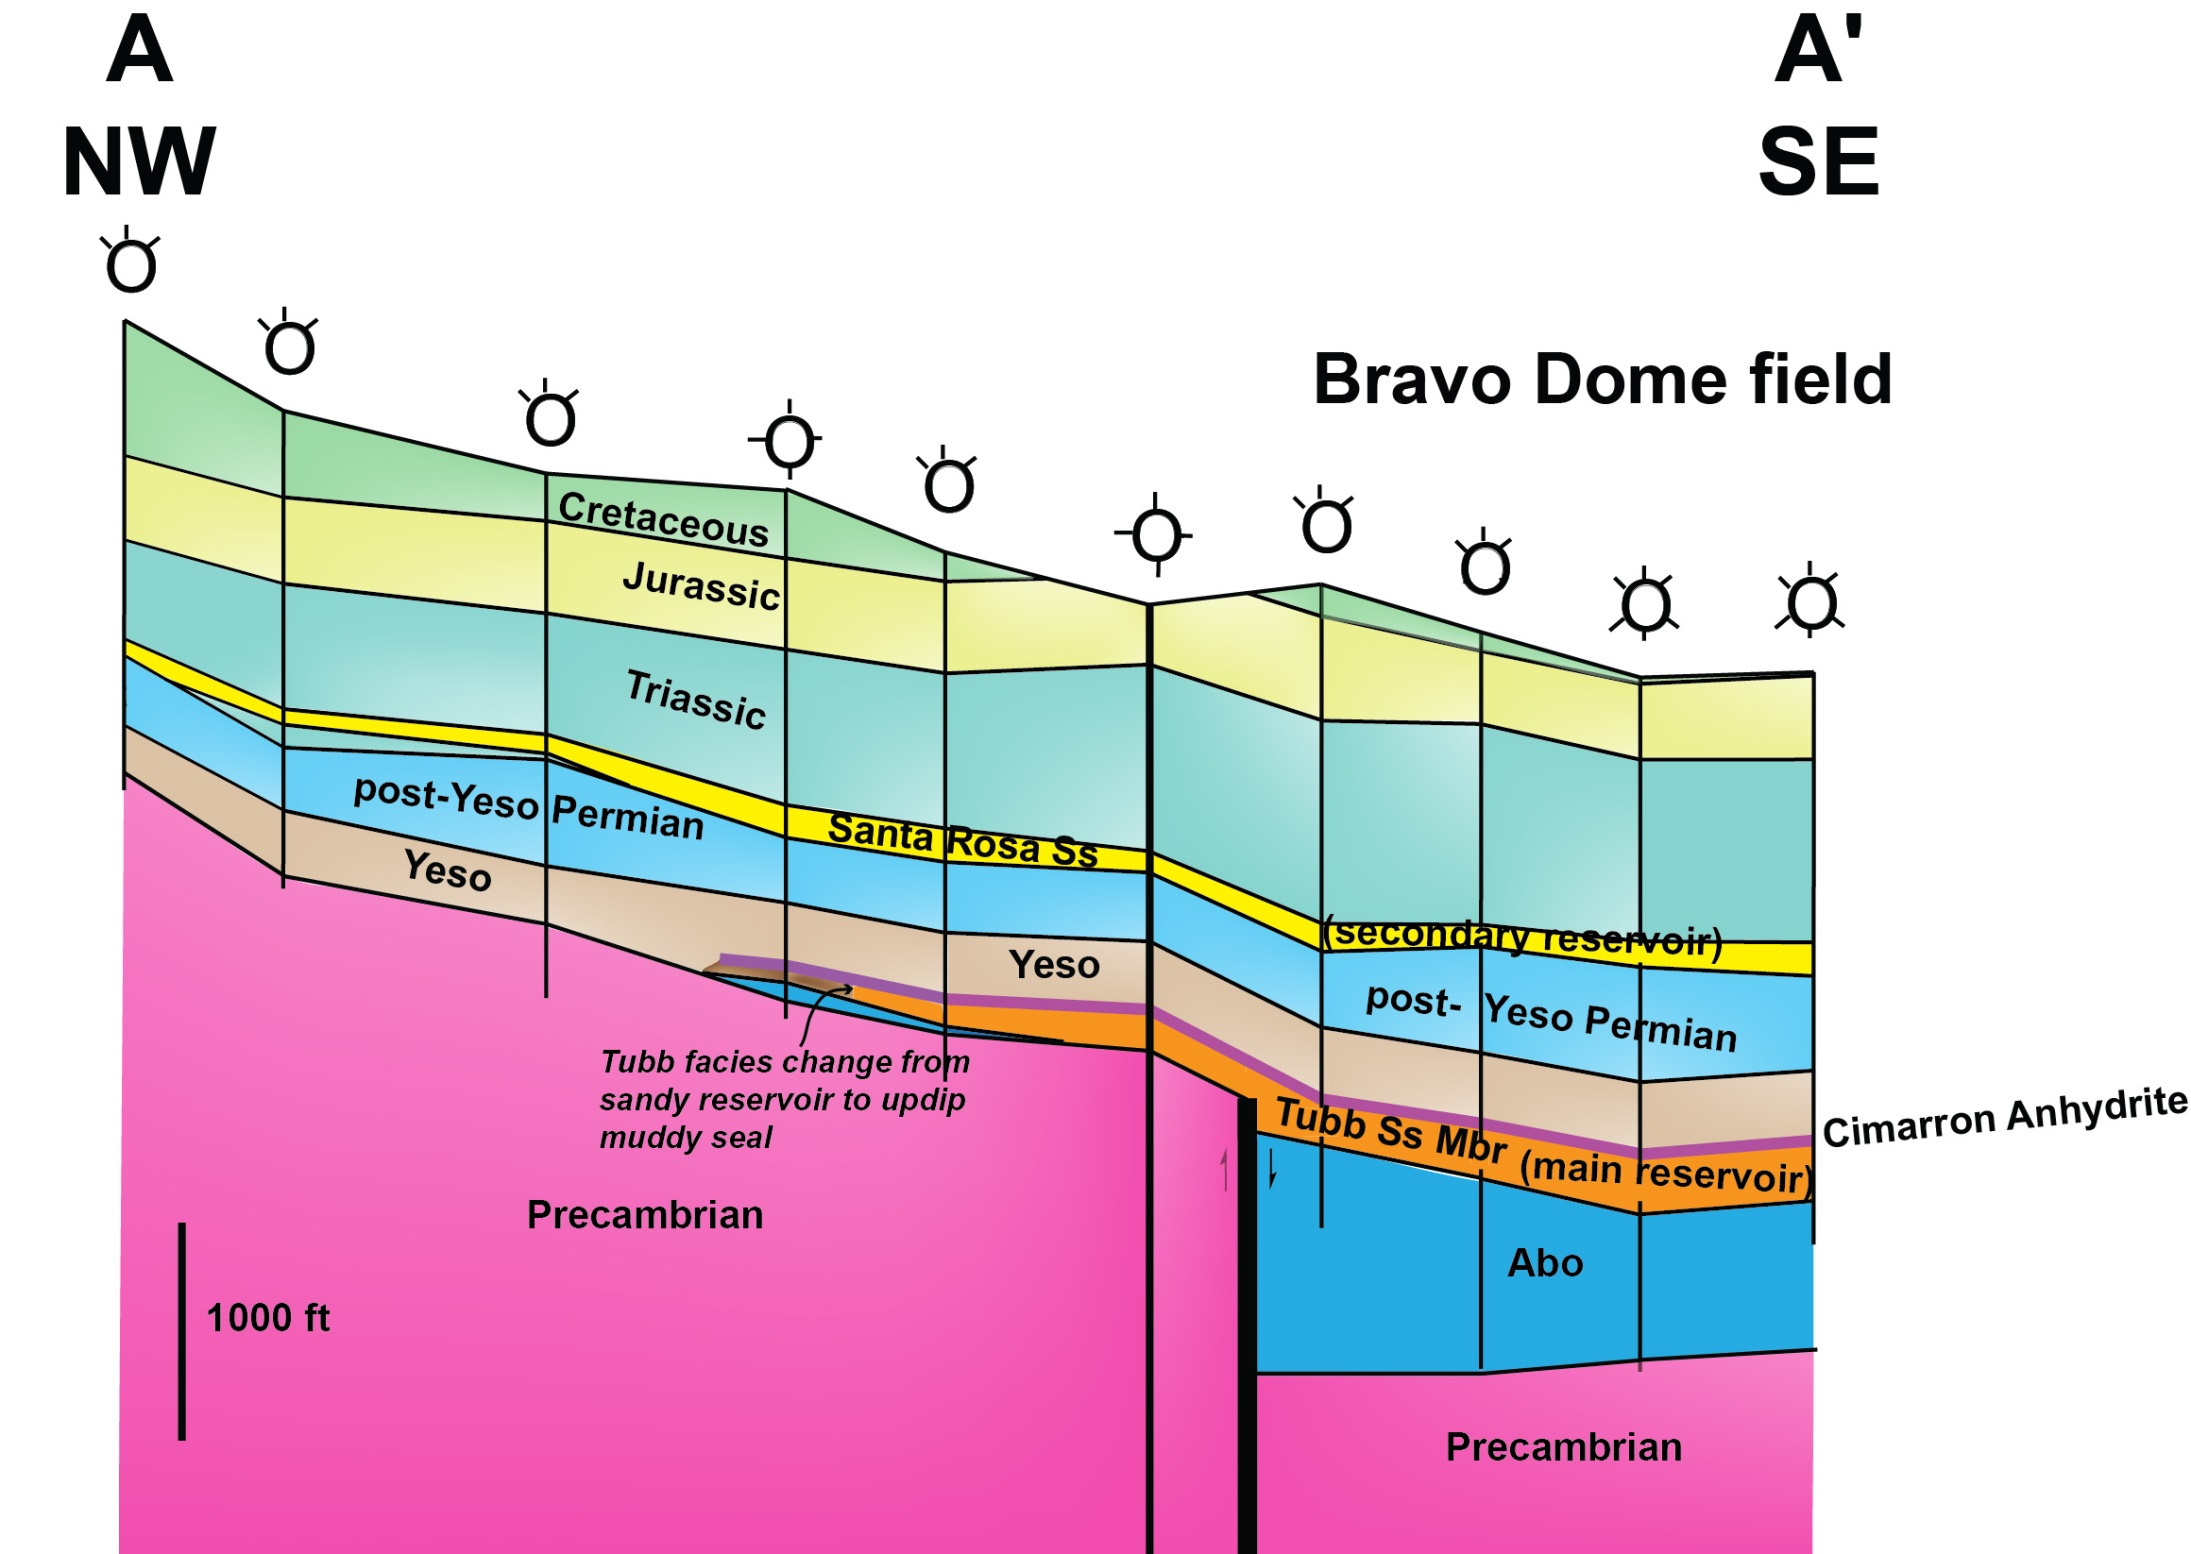 A
A'
NW
SE
Bravo Dome field
Cretaceous
Jurassic
Triassic
post-Yeso Permian
Santa Rosa Ss
Yeso
(secondary reservoir)
Yeso
post- Yeso Permian
Tubb facies change from
sandy reservoir to updip
muddy seal
Cimarron Anhydrite
Tubb Ss Mbr (main reservoir)
Precambrian
Abo
1000 ft
Precambrian